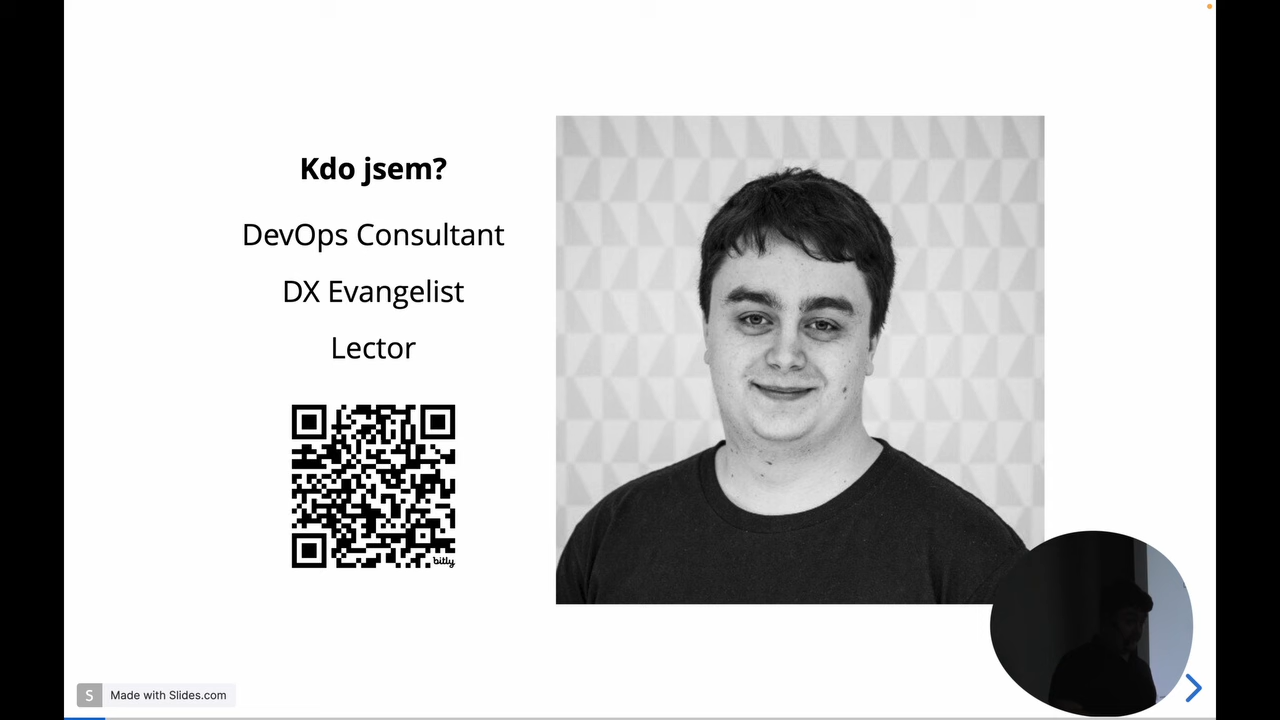 Kdo jsem?
DevOps Consultant
DX Evangelist
Lector
bitly
S Made with Slides.com